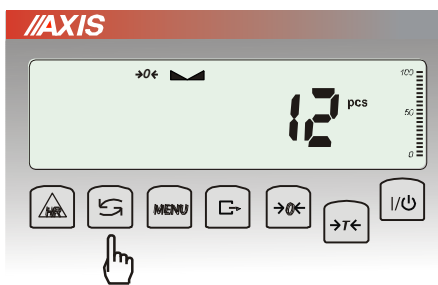 //AXIS
→0←
12 pcs
100
50
0
HR
MENU
→0←
→T←
I/⏻